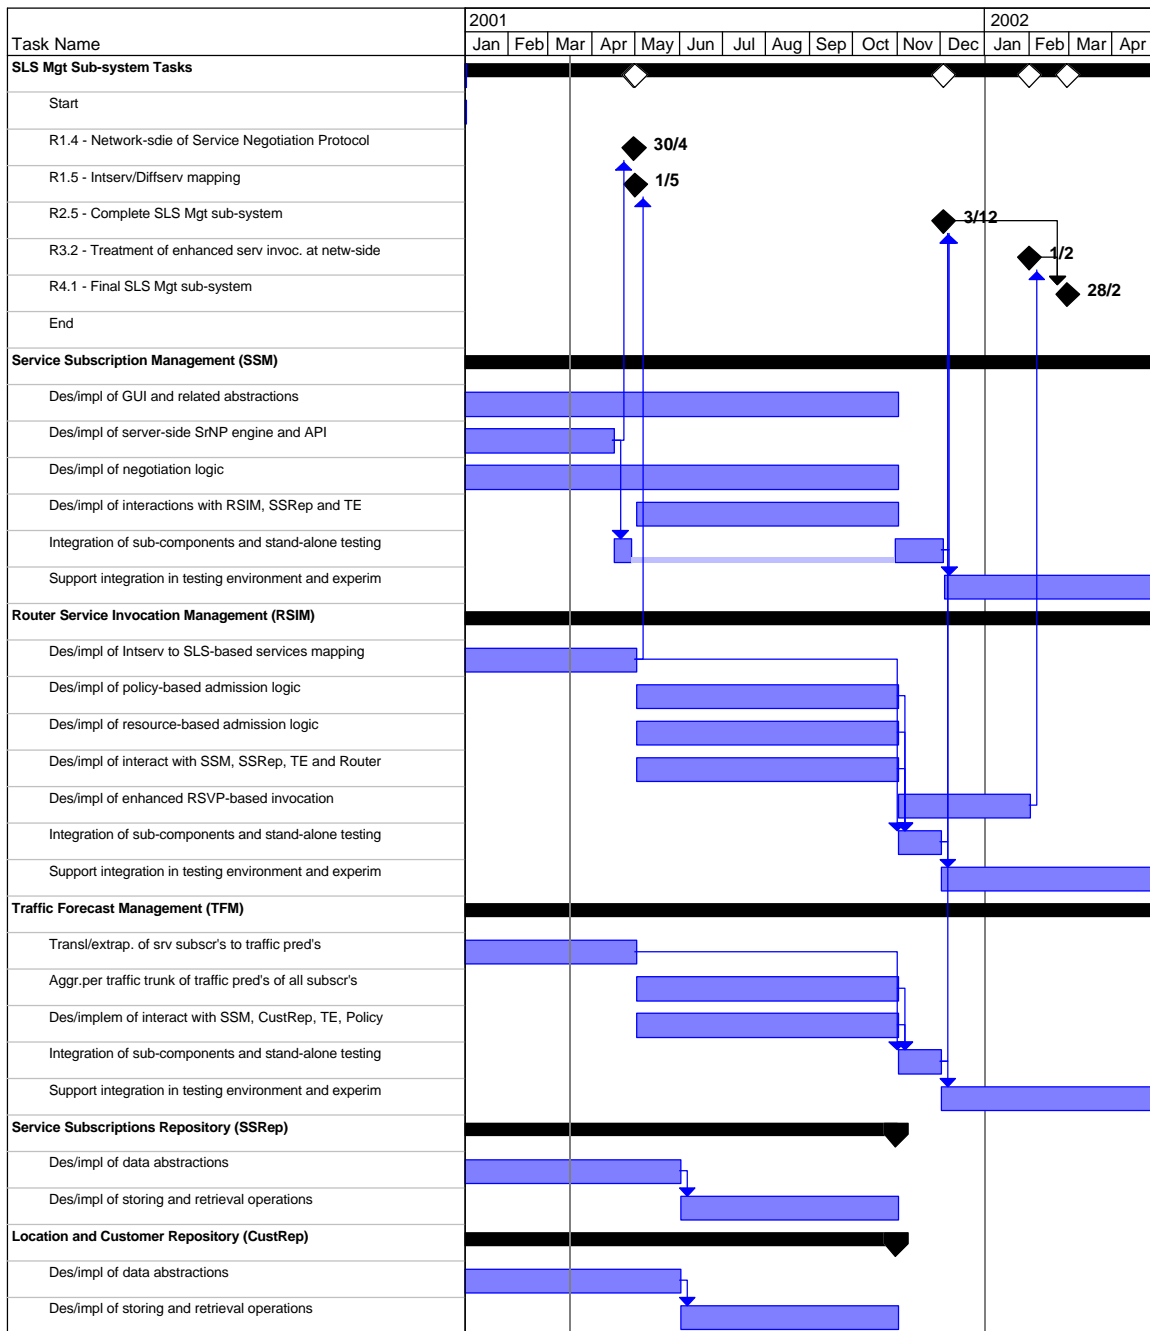 2001 2002
Task Name Jan Feb Mar Apr May Jun Jul Aug Sep Oct Nov Dec Jan Feb Mar Apr
SLS Mgt Sub-system Tasks
Start
R1.4 - Network-sdie of Service Negotiation Protocol 30/4
R1.5 - Intserv/Diffserv mapping 1/5
R2.5 - Complete SLS Mgt sub-system 3/12
R3.2 - Treatment of enhanced serv invoc. at netw-side 1/2
R4.1 - Final SLS Mgt sub-system 28/2
End
Service Subscription Management (SSM)
Des/impl of GUI and related abstractions
Des/impl of server-side SrNP engine and API
Des/impl of negotiation logic
Des/impl of interactions with RSIM, SSRep and TE
Integration of sub-components and stand-alone testing
Support integration in testing environment and experim
Router Service Invocation Management (RSIM)
Des/impl of Intserv to SLS-based services mapping
Des/impl of policy-based admission logic
Des/impl of resource-based admission logic
Des/impl of interact with SSM, SSRep, TE and Router
Des/impl of enhanced RSVP-based invocation
Integration of sub-components and stand-alone testing
Support integration in testing environment and experim
Traffic Forecast Management (TFM)
Transl/extrap. of srv subscr's to traffic pred's
Aggr.per traffic trunk of traffic pred's of all subscr's
Des/implem of interact with SSM, CustRep, TE, Policy
Integration of sub-components and stand-alone testing
Support integration in testing environment and experim
Service Subscriptions Repository (SSRep)
Des/impl of data abstractions
Des/impl of storing and retrieval operations
Location and Customer Repository (CustRep)
Des/impl of data abstractions
Des/impl of storing and retrieval operations